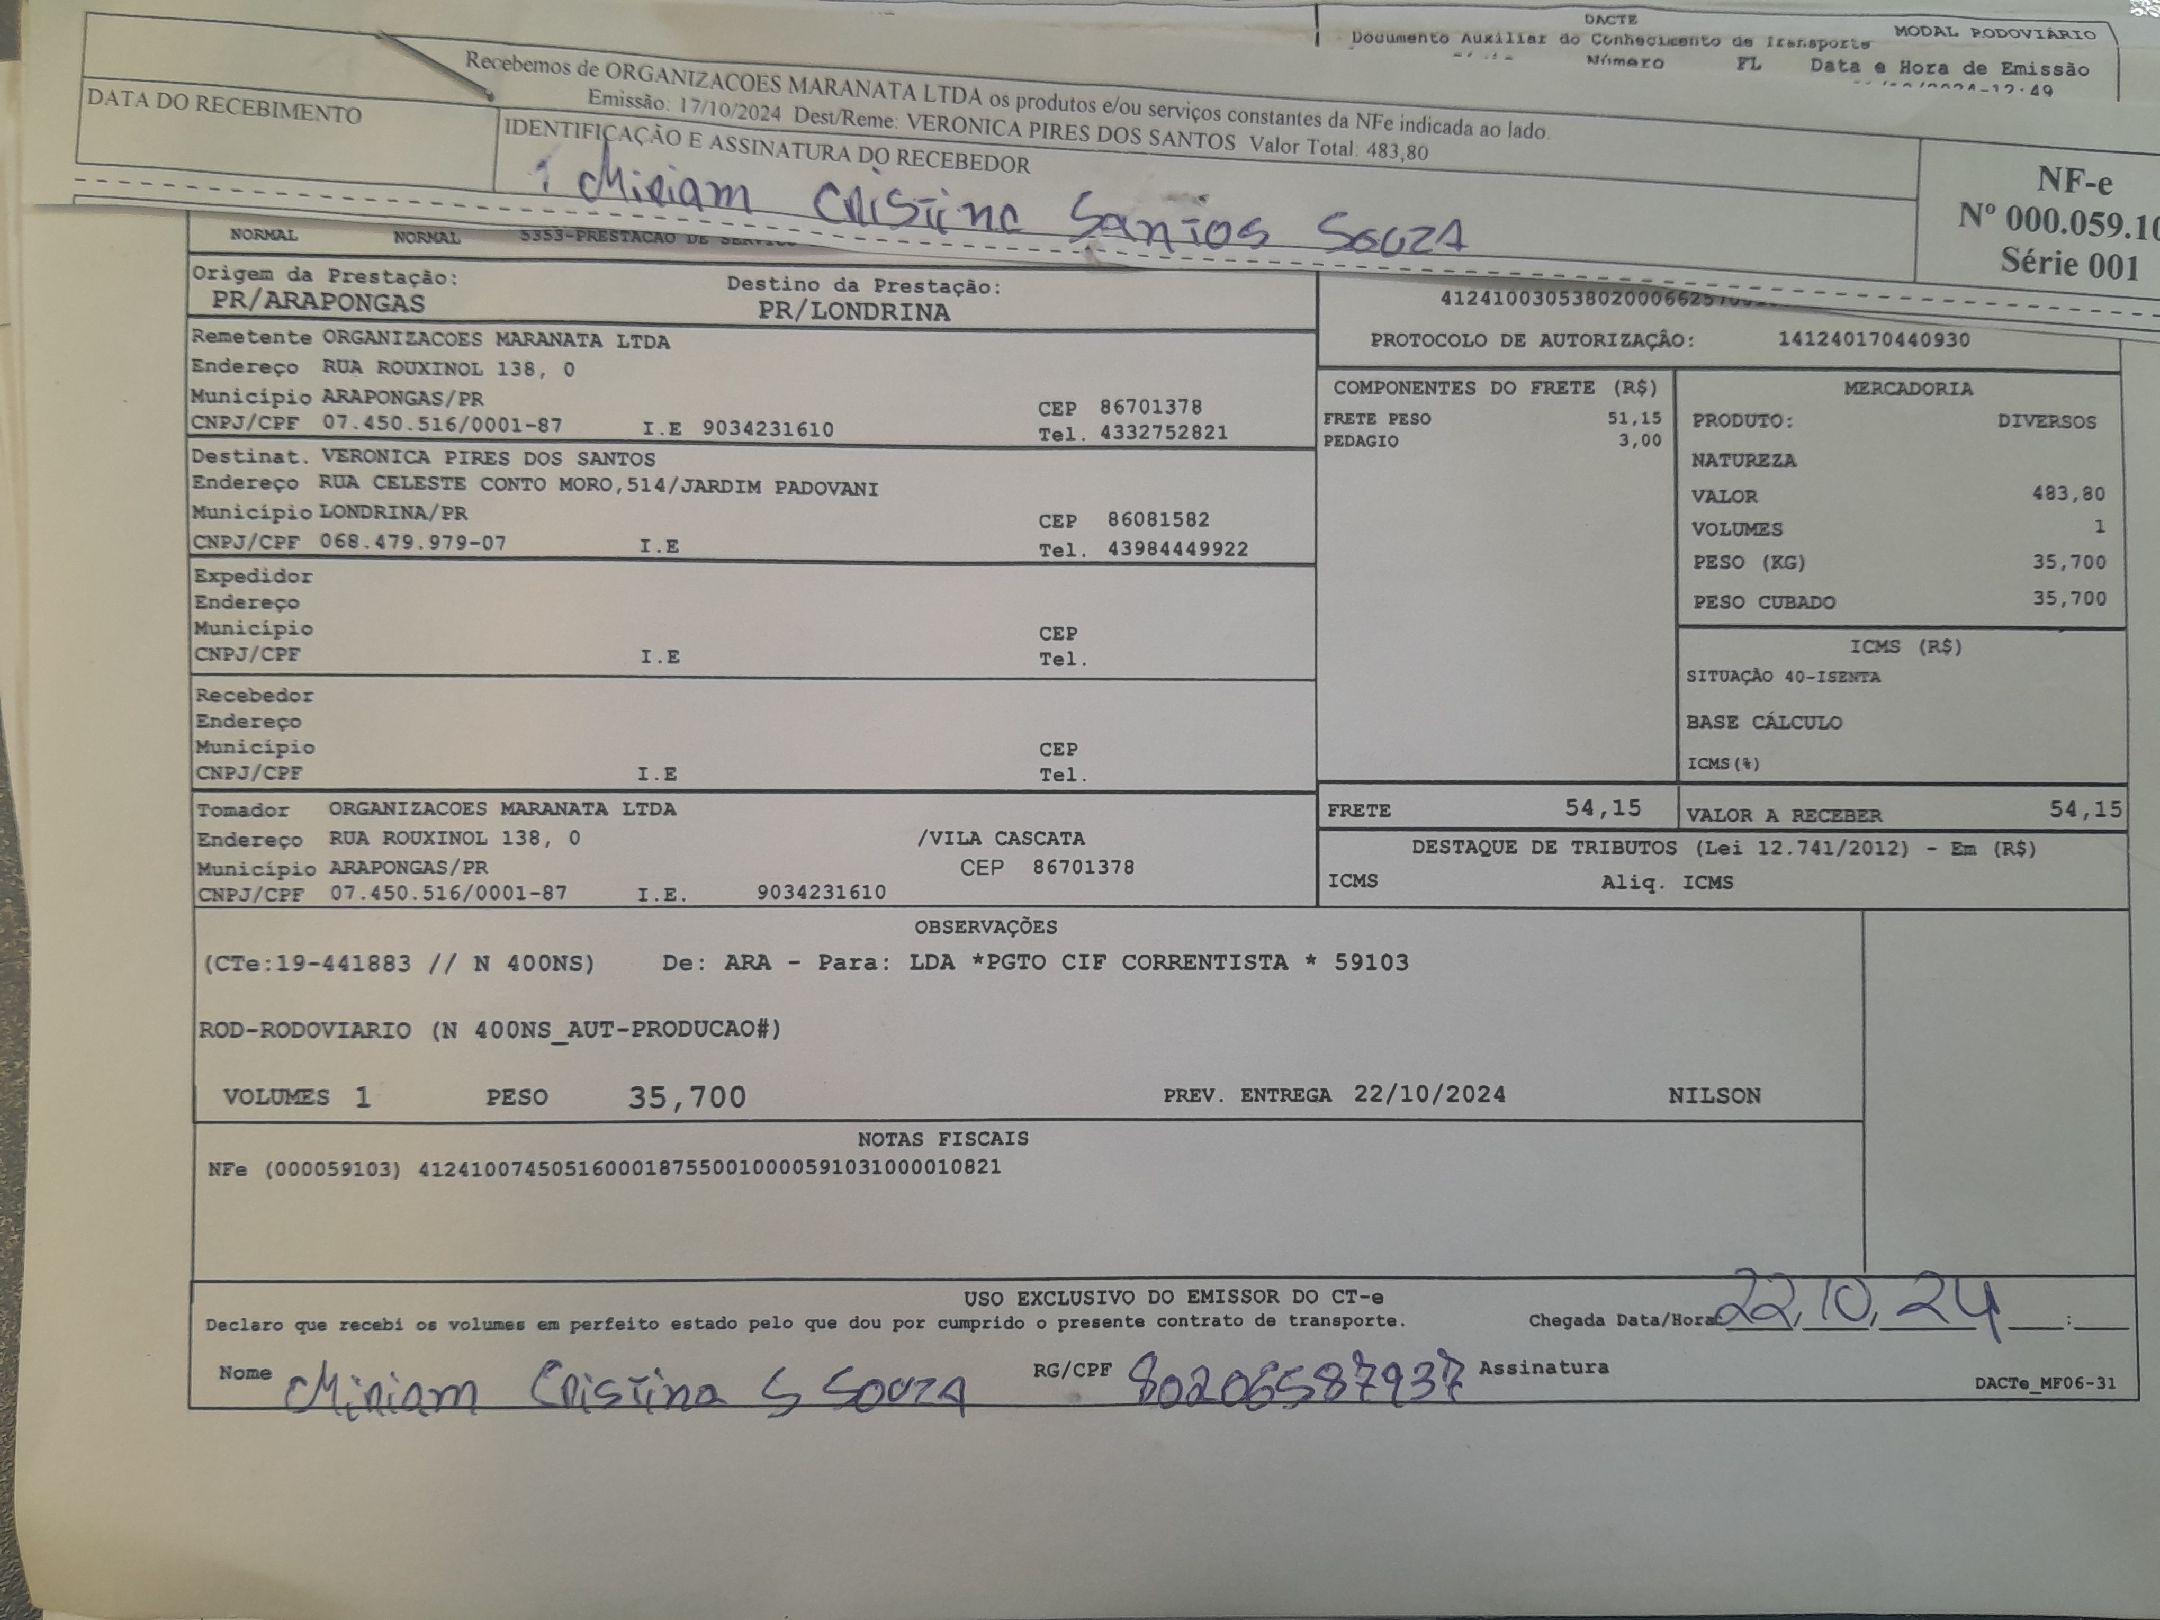 DACTE
Documento Auxiliar do Conhecimento de Transporte
MODAL RODOVIÁRIO
Número FL Data e Hora de Emissão
Recebemos de ORGANIZACOES MARANATA LTDA os produtos e/ou serviços constantes da NFe indicada ao lado.
Emissão: 17/10/2024 Dest/Reme: VERONICA PIRES DOS SANTOS Valor Total: 483,80
DATA DO RECEBIMENTO
IDENTIFICAÇÃO E ASSINATURA DO RECEBEDOR
Miriam Cristina Santos Souza
NF-e
Nº 000.059.10
Série 001
NORMAL NORMAL 5353-PRESTACAO DE
Origem da Prestação: Destino da Prestação:
PR/ARAPONGAS PR/LONDRINA
PROTOCOLO DE AUTORIZAÇÃO: 141240170440930
Remetente ORGANIZACOES MARANATA LTDA
Endereço RUA ROUXINOL 138, 0
Município ARAPONGAS/PR CEP 86701378
CNPJ/CPF 07.450.516/0001-87 I.E 9034231610 Tel. 4332752821
Destinat. VERONICA PIRES DOS SANTOS
Endereço RUA CELESTE CONTO MORO,514/JARDIM PADOVANI
Município LONDRINA/PR CEP 86081582
CNPJ/CPF 068.479.979-07 I.E Tel. 43984449922
Expedidor
Endereço
Município CEP
CNPJ/CPF I.E Tel.
Recebedor
Endereço
Município CEP
CNPJ/CPF I.E Tel.
Tomador ORGANIZACOES MARANATA LTDA
Endereço RUA ROUXINOL 138, 0 /VILA CASCATA
Município ARAPONGAS/PR CEP 86701378
CNPJ/CPF 07.450.516/0001-87 I.E. 9034231610
COMPONENTES DO FRETE (R$)
FRETE PESO 51,15
PEDAGIO 3,00
MERCADORIA
PRODUTO: DIVERSOS
NATUREZA
VALOR 483,80
VOLUMES 1
PESO (KG) 35,700
PESO CUBADO 35,700
ICMS (R$)
SITUAÇÃO 40-ISENTA
BASE CÁLCULO
ICMS(%)
FRETE 54,15 VALOR A RECEBER 54,15
DESTAQUE DE TRIBUTOS (Lei 12.741/2012) - Em (R$)
ICMS Aliq. ICMS
OBSERVAÇÕES
(CTe:19-441883 // N 400NS) De: ARA - Para: LDA *PGTO CIF CORRENTISTA * 59103
ROD-RODOVIARIO (N 400NS_AUT-PRODUCAO#)
VOLUMES 1 PESO 35,700 PREV. ENTREGA 22/10/2024 NILSON
NOTAS FISCAIS
NFe (000059103) 41241007450516000187550010000591031000010821
USO EXCLUSIVO DO EMISSOR DO CT-e
Declaro que recebi os volumes em perfeito estado pelo que dou por cumprido o presente contrato de transporte. Chegada Data/Hora 22,10,24 :
Nome Miriam Cristina S Souza RG/CPF 80206587937 Assinatura
DACTe_MF06-31